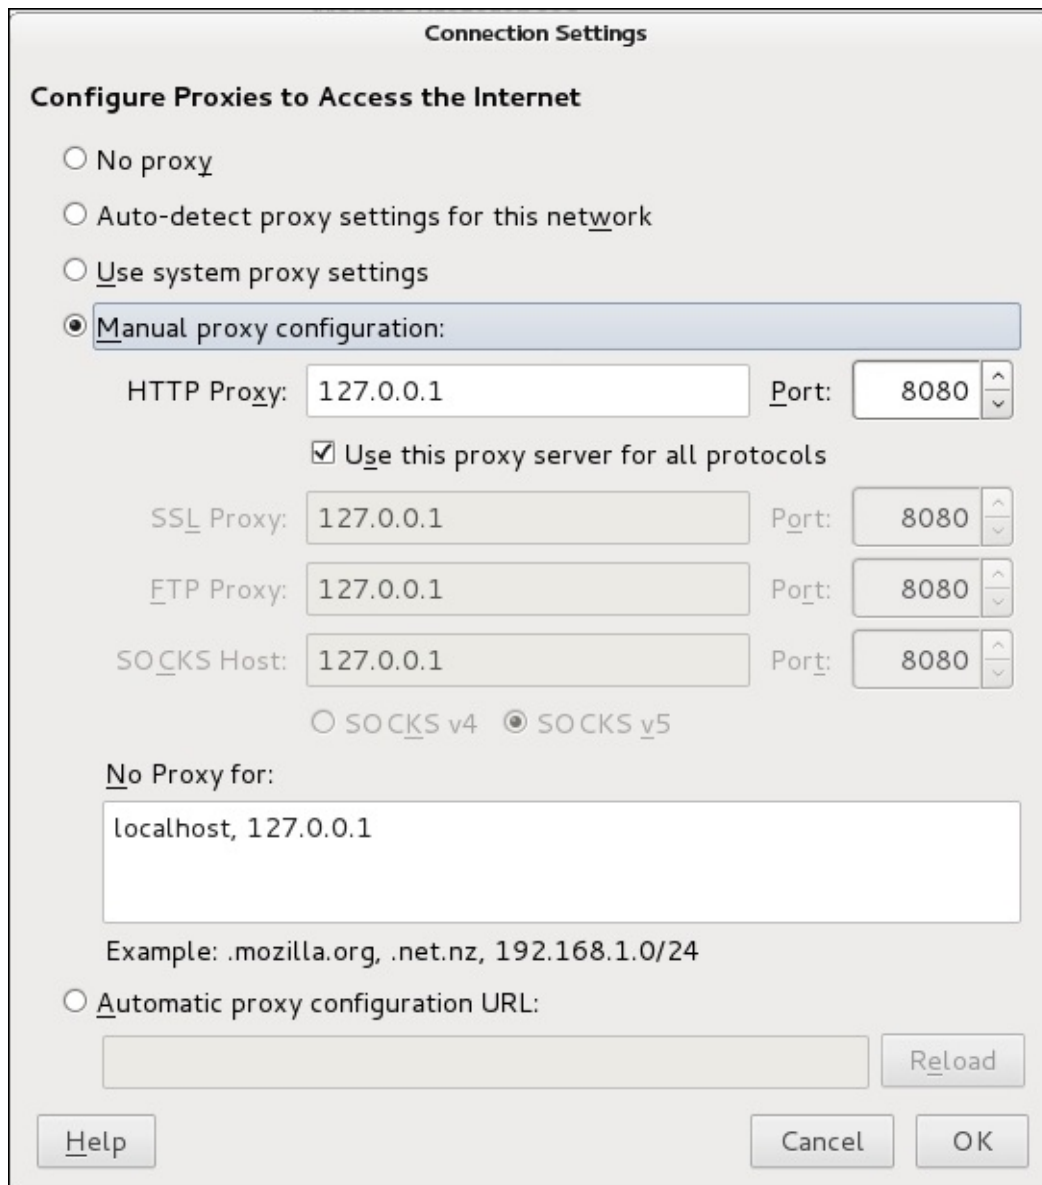 Connection Settings
Configure Proxies to Access the Internet
No proxy
Auto-detect proxy settings for this network
Use system proxy settings
Manual proxy configuration:
HTTP Proxy: 127.0.0.1 Port: 8080
Use this proxy server for all protocols
SSL Proxy: 127.0.0.1 Port: 8080
FTP Proxy: 127.0.0.1 Port: 8080
SOCKS Host: 127.0.0.1 Port: 8080
SOCKS v4 SOCKS v5
No Proxy for:
localhost, 127.0.0.1
Example: .mozilla.org, .net.nz, 192.168.1.0/24
Automatic proxy configuration URL:
Reload
Help Cancel OK